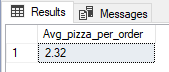 Results Messages
Avg_pizza_per_order
1 2.32